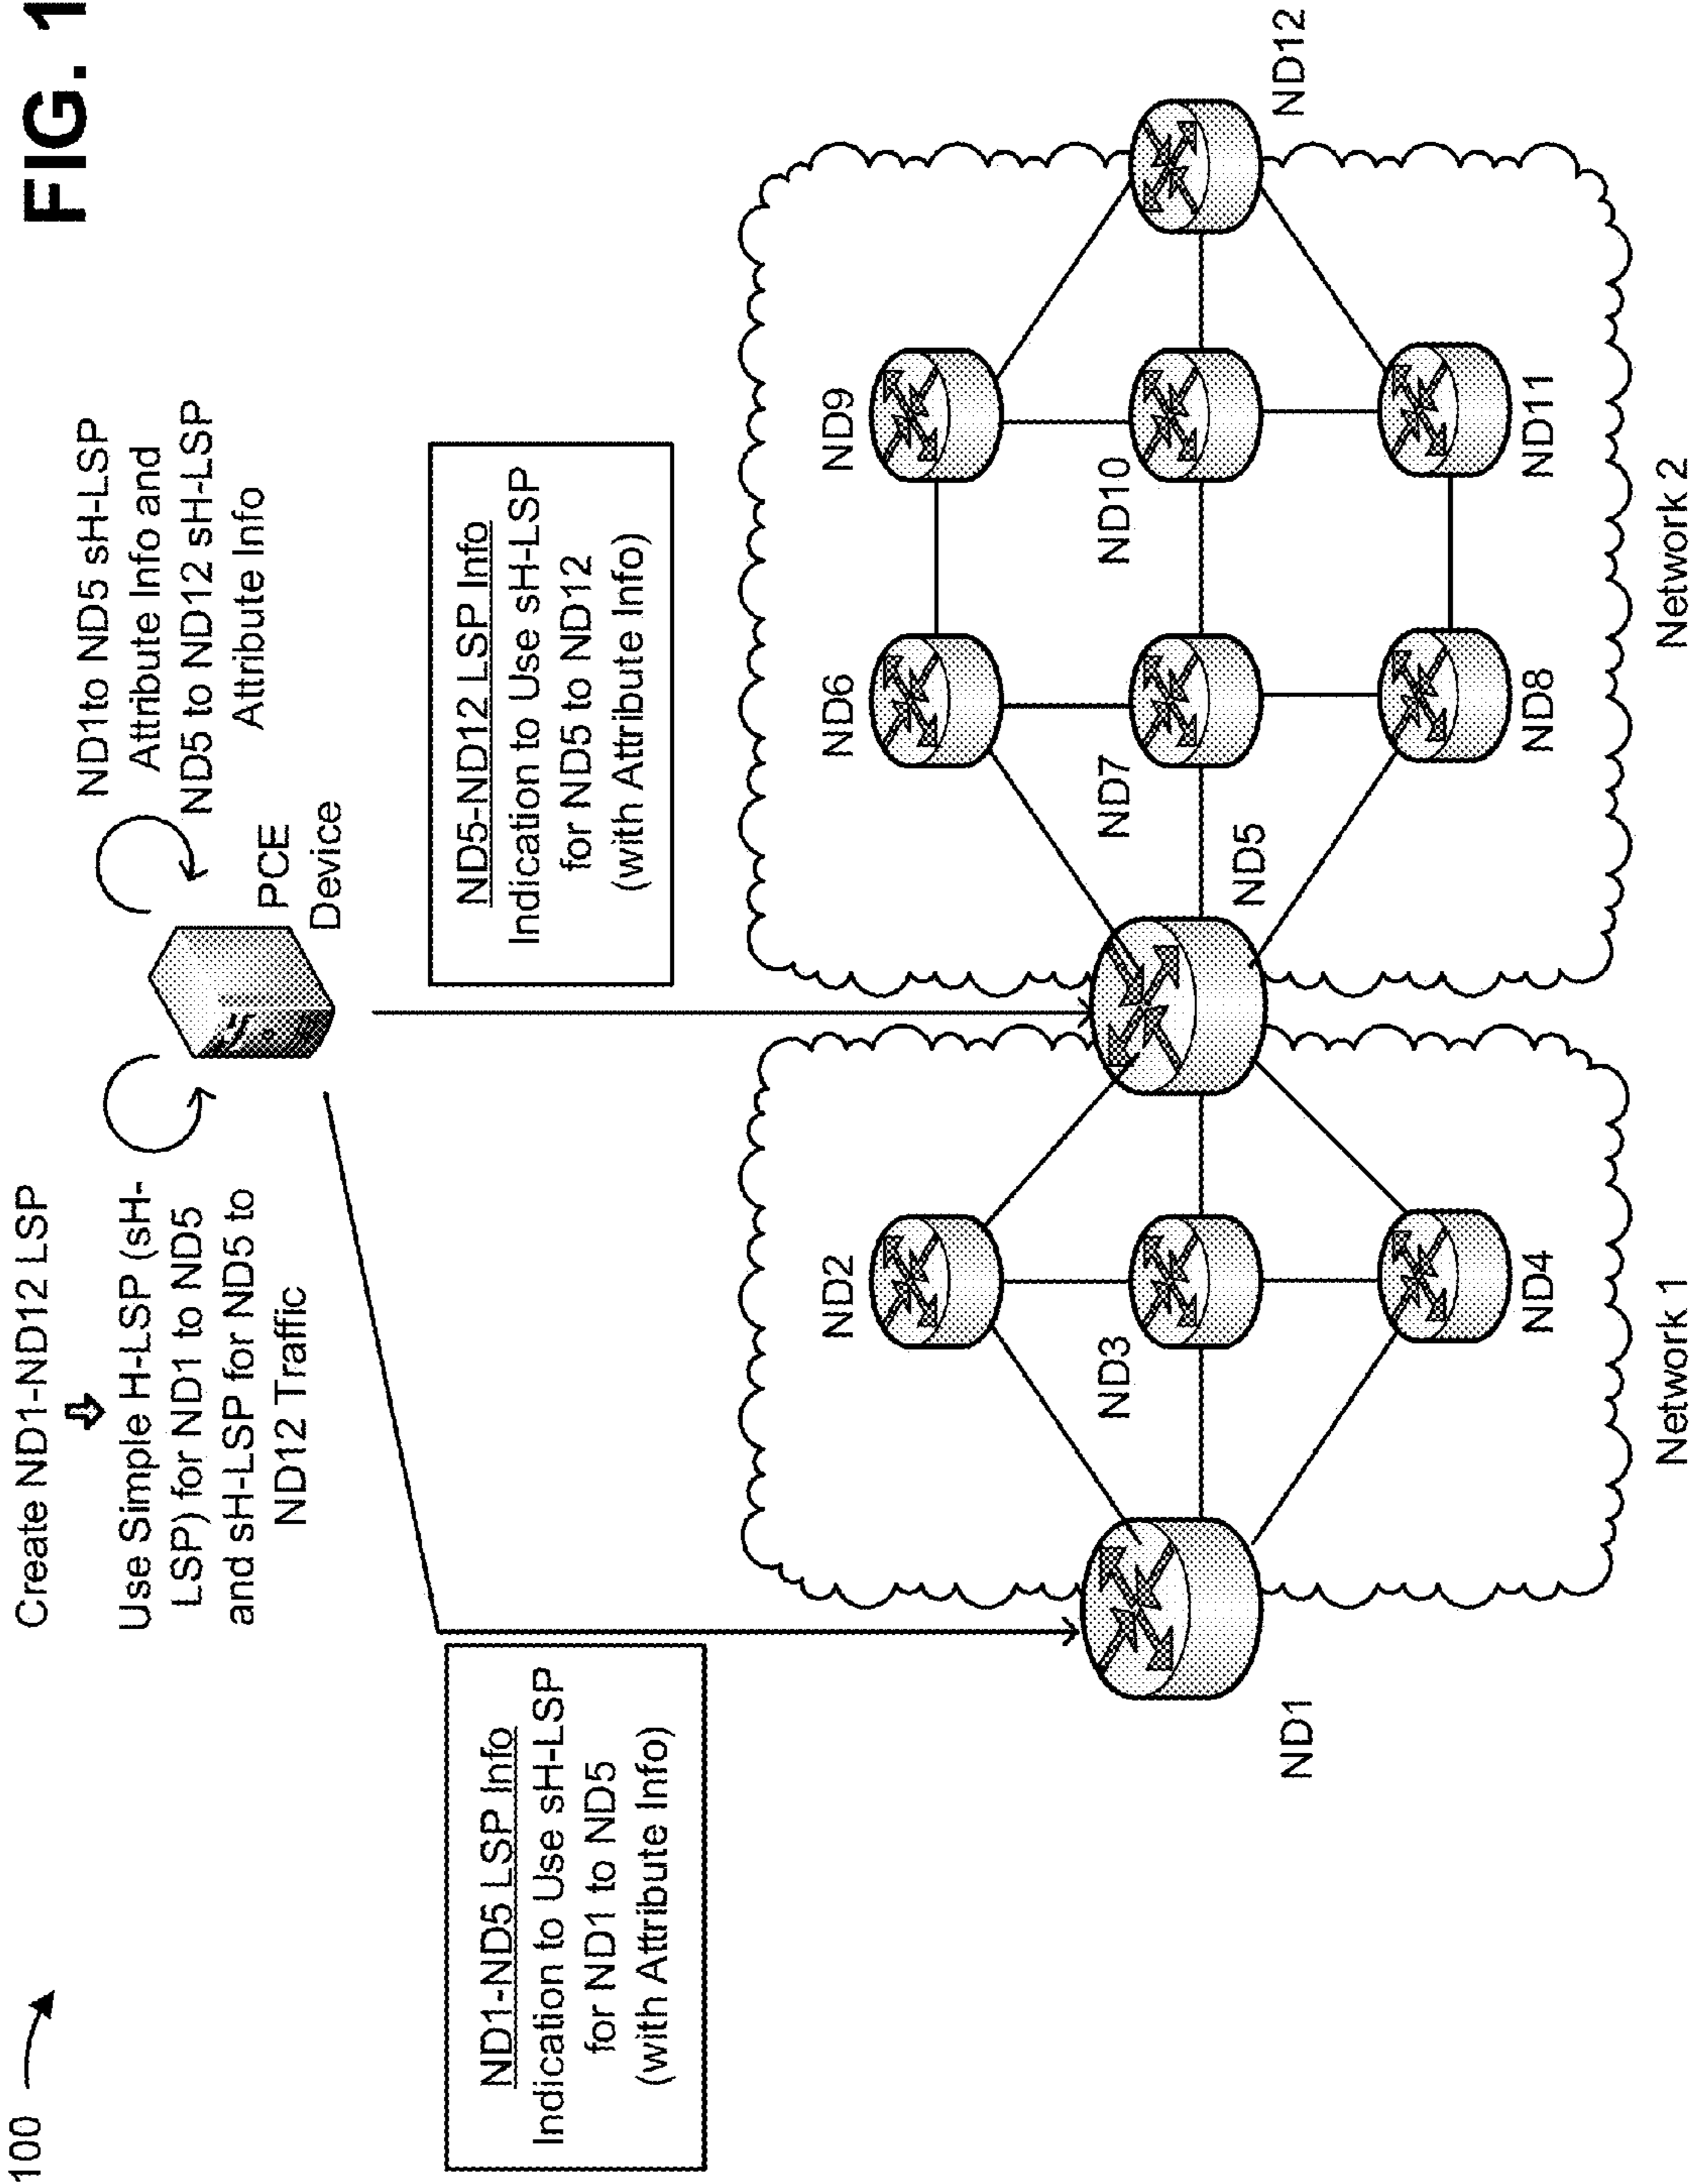 FIG. 1
100
Create ND1-ND12 LSP
Use Simple H-LSP (sH-
LSP) for ND1 to ND5
and sH-LSP for ND5 to
ND12 Traffic
PCE
Device
ND1to ND5 sH-LSP
Attribute Info and
ND5 to ND12 sH-LSP
Attribute Info
ND1-ND5 LSP Info
Indication to Use sH-LSP
for ND1 to ND5
(with Attribute Info)
ND5-ND12 LSP Info
Indication to Use sH-LSP
for ND5 to ND12
(with Attribute Info)
ND1
ND2
ND3
ND4
ND5
ND6
ND7
ND8
ND9
ND10
ND11
ND12
Network 1
Network 2